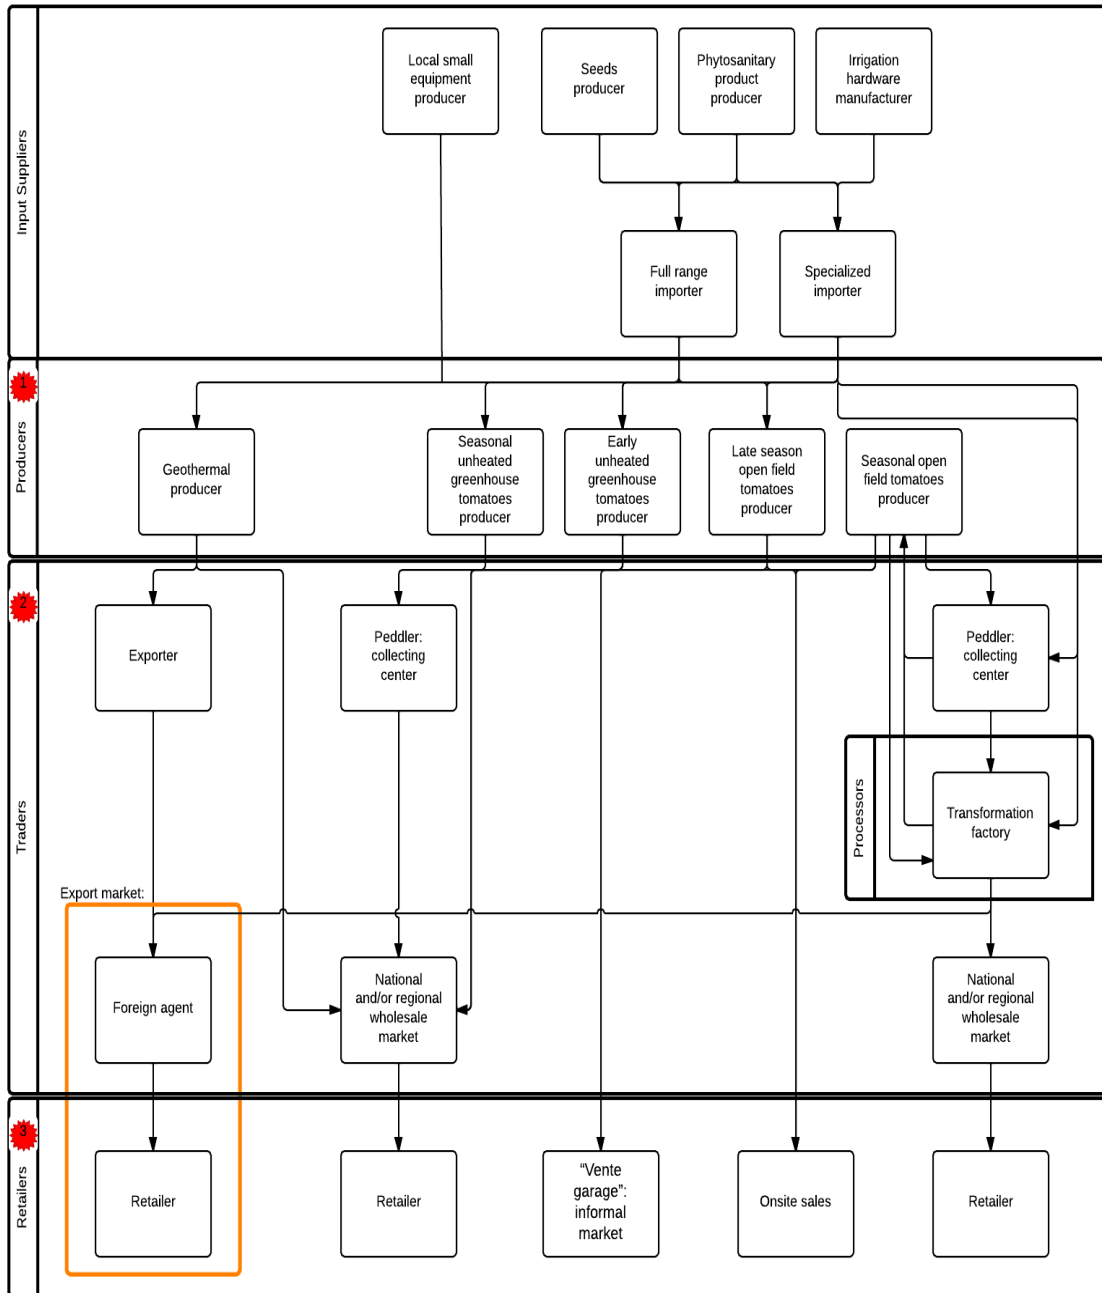 Input Suppliers
Local small
equipment
producer
Seeds
producer
Phytosanitary
product
producer
Irrigation
hardware
manufacturer
Full range
importer
Specialized
importer
1
Producers
Geothermal
producer
Seasonal
unheated
greenhouse
tomatoes
producer
Early
unheated
greenhouse
tomatoes
producer
Late season
open field
tomatoes
producer
Seasonal open
field tomatoes
producer
2
Traders
Exporter
Peddler:
collecting
center
Peddler:
collecting
center
Processors
Transformation
factory
Export market:
Foreign agent
National
and/or regional
wholesale
market
National
and/or regional
wholesale
market
3
Retailers
Retailer
Retailer
“Vente
garage”:
informal
market
Onsite sales
Retailer